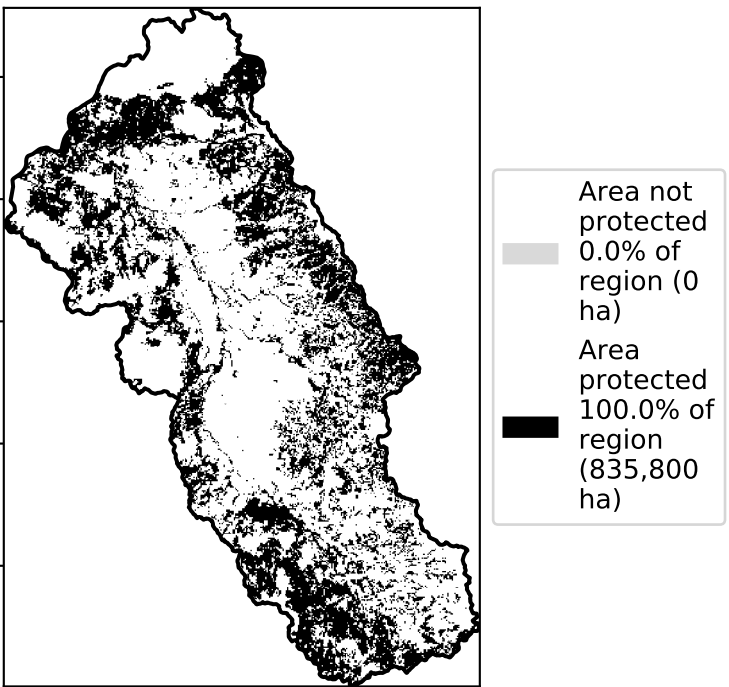 Area not
protected
0.0% of
region (0
ha)
Area
protected
100.0% of
region
(835,800
ha)